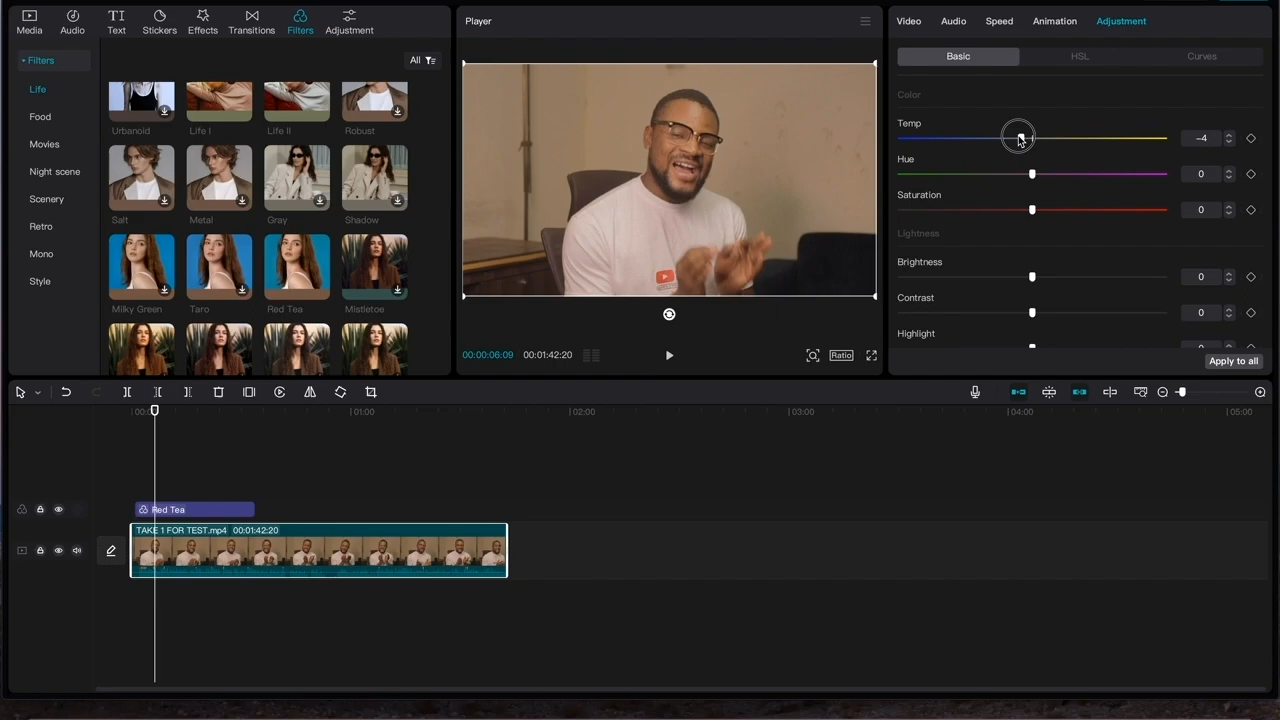 Media
Audio
Text
Stickers
Effects
Transitions
Filters
Adjustment
Filters
All
Life
Food
Movies
Night scene
Scenery
Retro
Mono
Style
Urbanoid
Life I
Life II
Robust
Salt
Metal
Gray
Shadow
Milky Green
Taro
Red Tea
Mistletoe
Player
00:00:06:09
00:01:42:20
Ratio
Video
Audio
Speed
Animation
Adjustment
Basic
HSL
Curves
Color
Temp
-4
Hue
0
Saturation
0
Lightness
Brightness
0
Contrast
0
Highlight
Apply to all
01:00
02:00
03:00
04:00
05:00
Red Tea
TAKE 1 FOR TEST.mp4 00:01:42:20